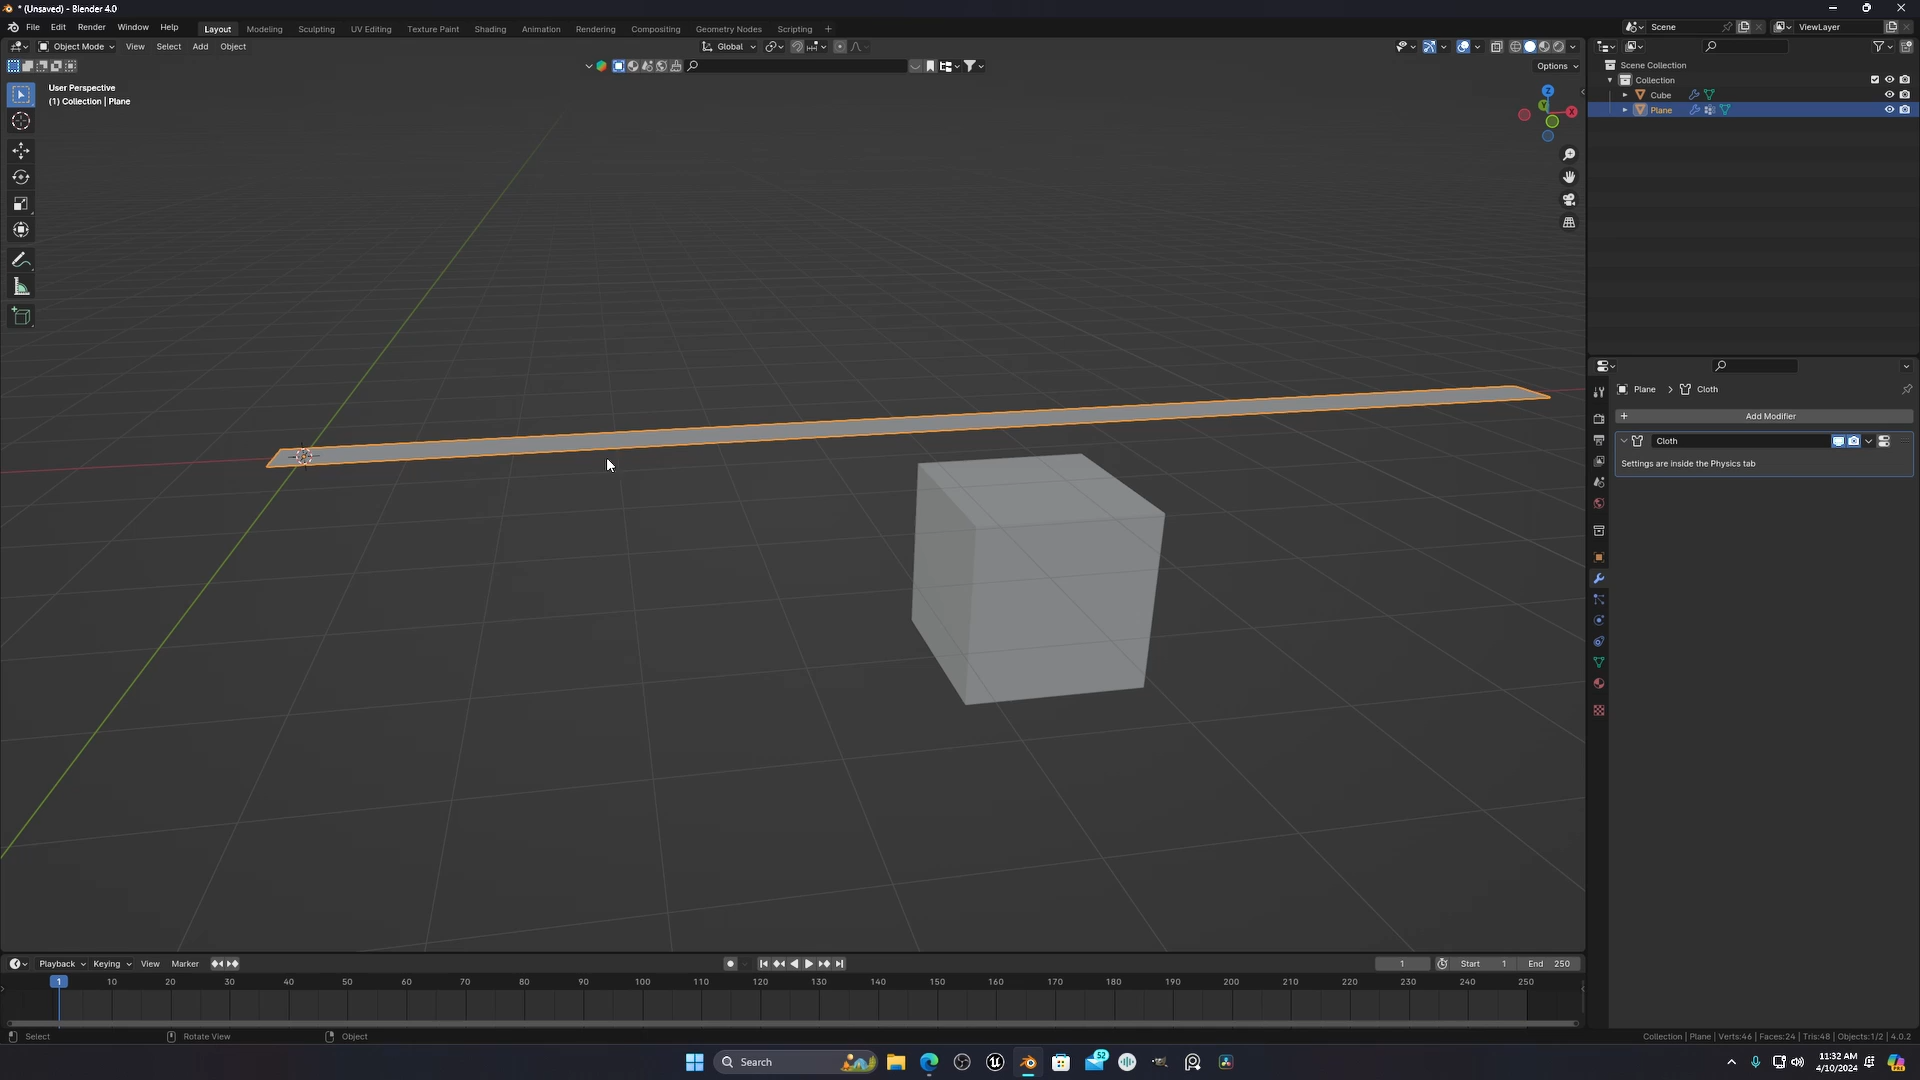 * (Unsaved) - Blender 4.0
File Edit Render Window Help Layout Modeling Sculpting UV Editing Texture Paint Shading Animation Rendering Compositing Geometry Nodes Scripting + Scene ViewLayer
Object Mode View Select Add Object Global
Options
User Perspective
(1) Collection | Plane
Z
Y
X
Scene Collection
Collection
Cube
Plane
Plane > Cloth
+ Add Modifier
Cloth
Settings are inside the Physics tab
Playback Keying View Marker 1 Start 1 End 250
1 10 20 30 40 50 60 70 80 90 100 110 120 130 140 150 160 170 180 190 200 210 220 230 240 250
Select Rotate View Object Collection | Plane | Verts:46 | Faces:24 | Tris:48 | Objects:1/2 | 4.0.2
Search 52 11:32 AM
4/10/2024